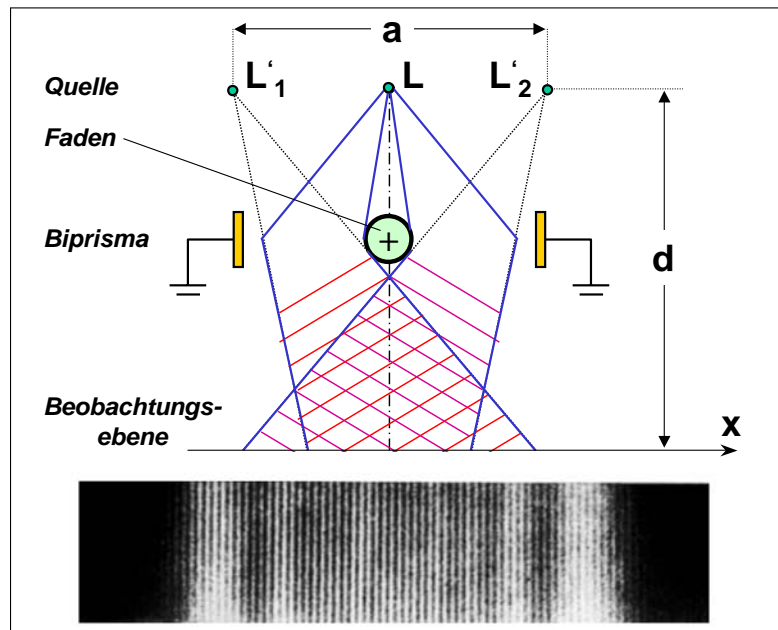 a
Quelle
L‘1
L
L‘2
Faden
Biprisma
+
d
Beobachtungs-
ebene
x